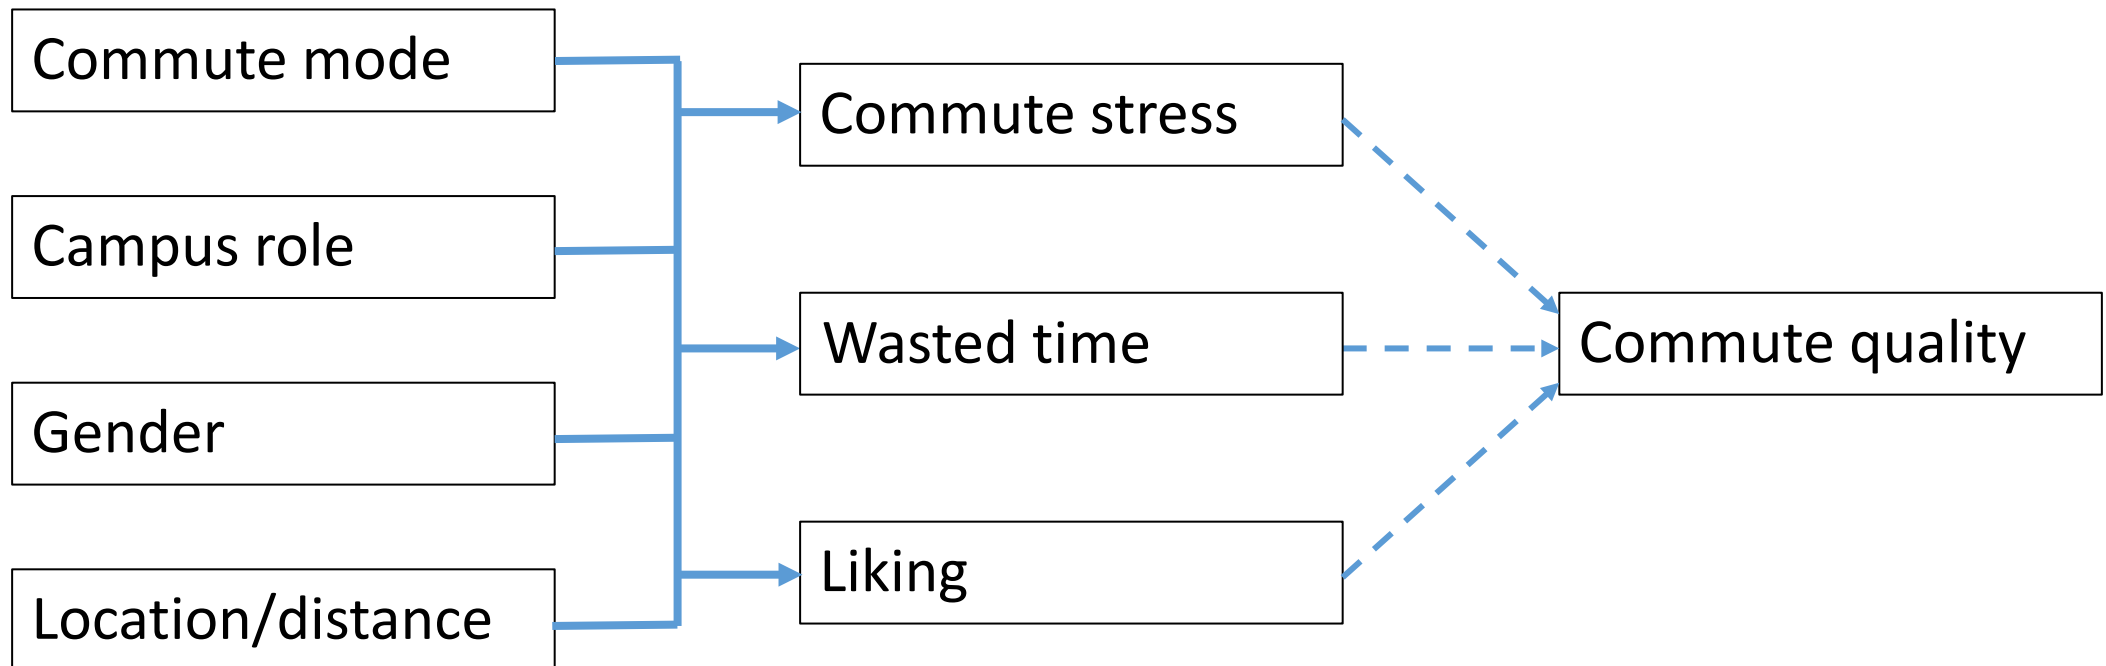 Commute mode
Campus role
Gender
Location/distance
Commute stress
Wasted time
Liking
Commute quality